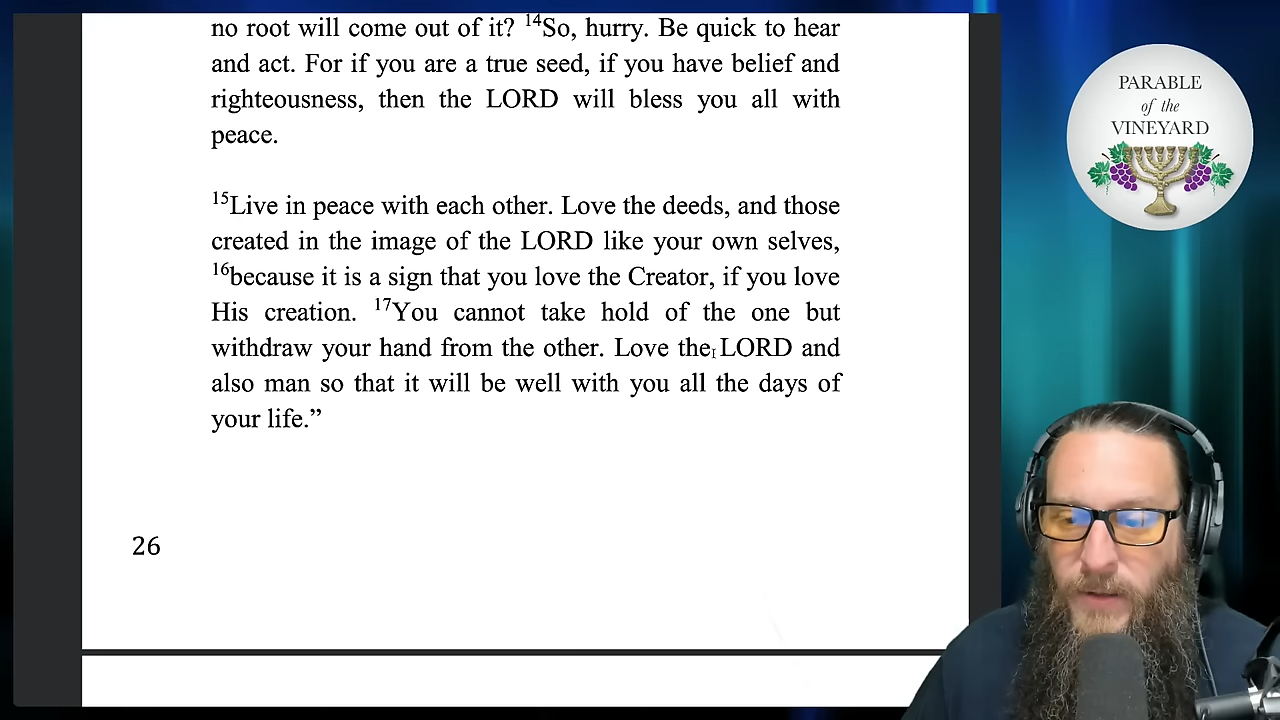 no root will come out of it? ¹⁴So, hurry. Be quick to hear
and act. For if you are a true seed, if you have belief and
righteousness, then the LORD will bless you all with
peace.
¹⁵Live in peace with each other. Love the deeds, and those
created in the image of the LORD like your own selves,
¹⁶because it is a sign that you love the Creator, if you love
His creation. ¹⁷You cannot take hold of the one but
withdraw your hand from the other. Love the LORD and
also man so that it will be well with you all the days of
your life.”
26
PARABLE
of the
VINEYARD